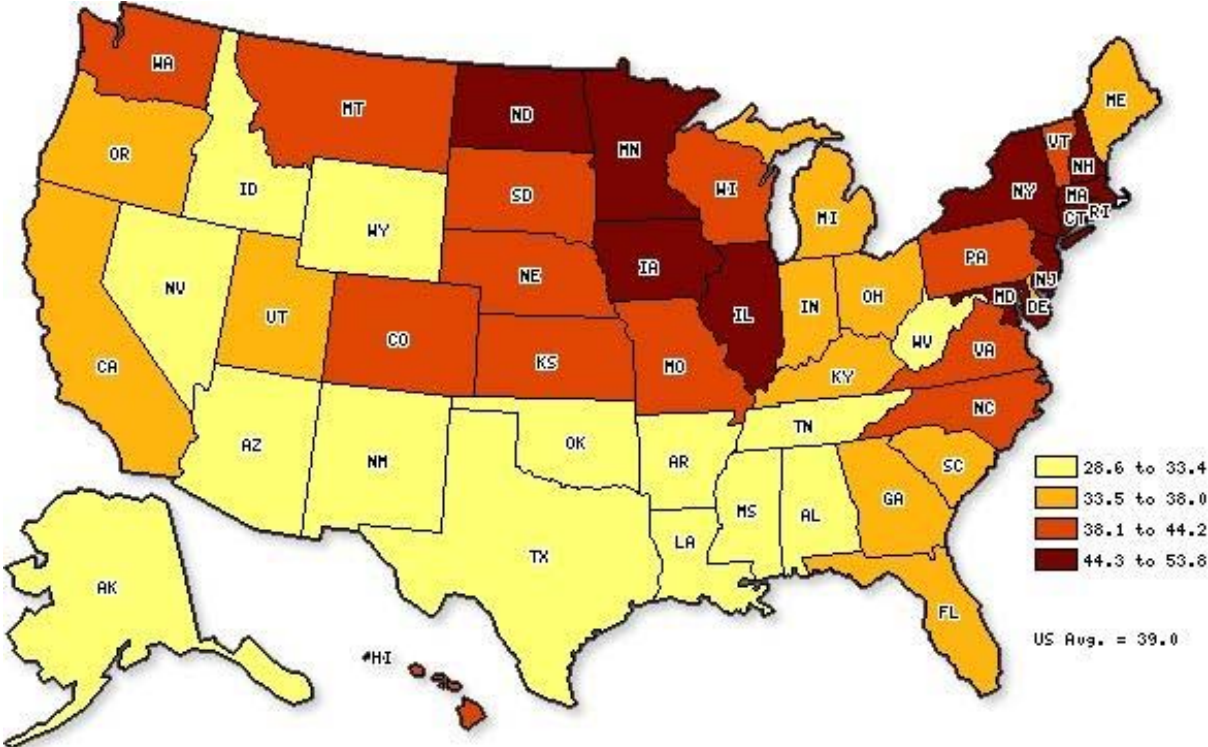 WA
MT
ND
MN
ME
OR
ID
SD
WI
VT
NH
NY
MA
CT
R·I
MI
WY
NE
IA
PA
NV
UT
CO
KS
MO
IL
IN
OH
NJ
MD
DE
WV
VA
KY
CA
AZ
NM
OK
AR
TN
NC
SC
MS
AL
GA
LA
TX
FL
AK
H·I
28.6 to 33.4
33.5 to 38.0
38.1 to 44.2
44.3 to 53.8
US Avg. = 39.0